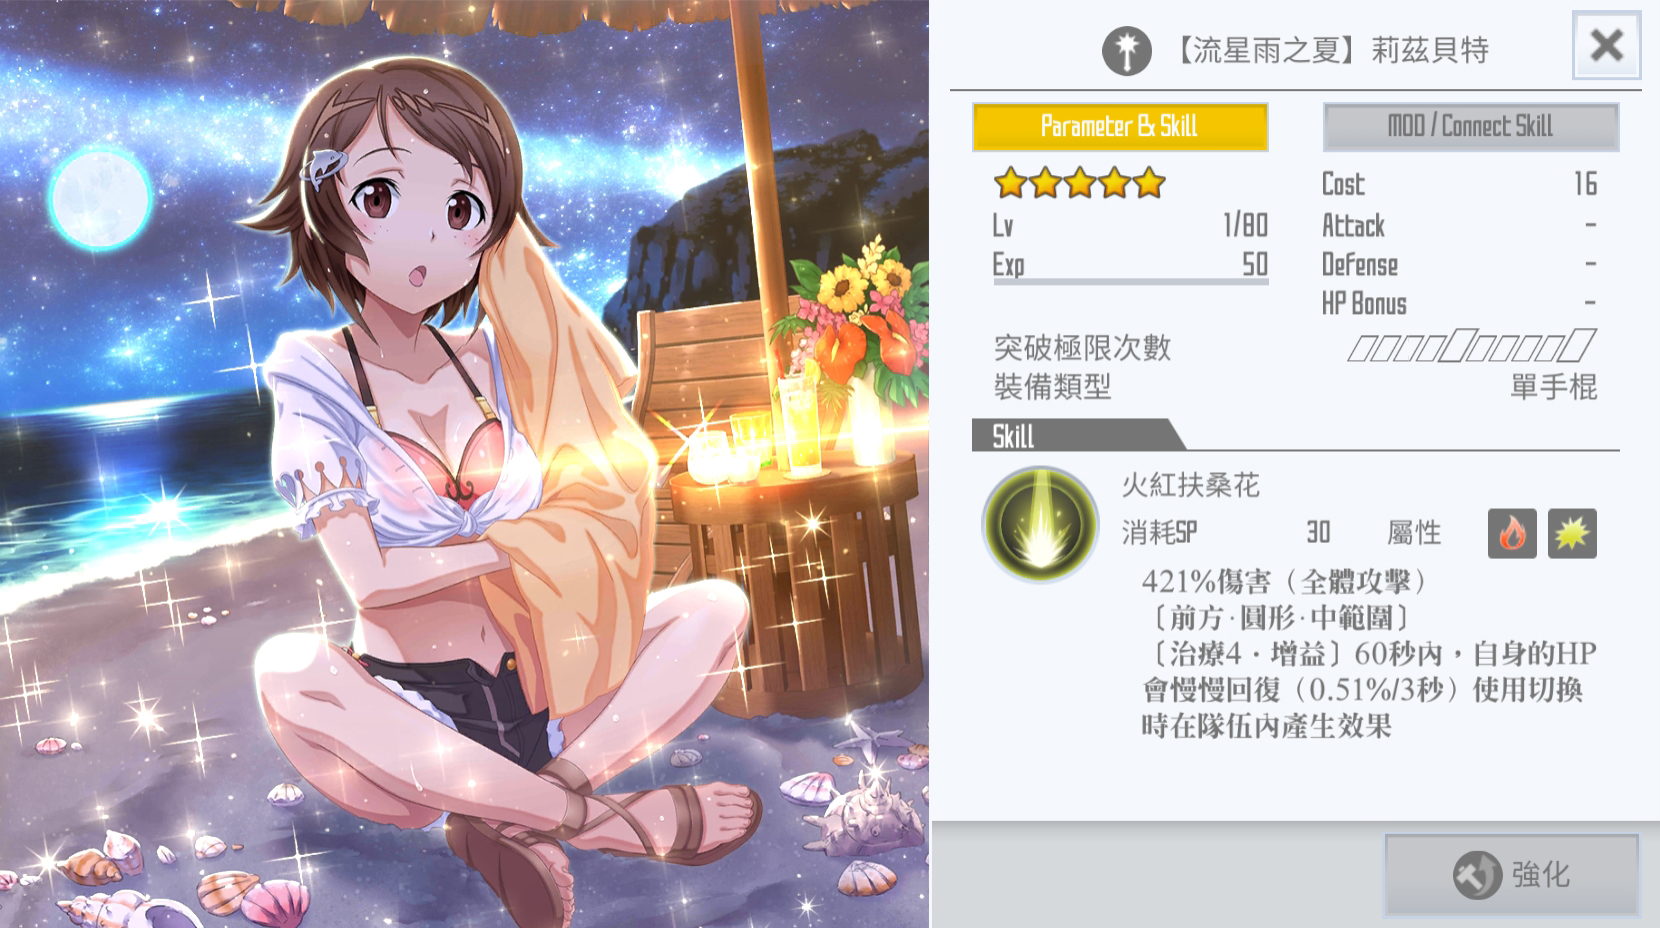 【流星雨之夏】 莉茲貝特
Parameter & Skill
MOD / Connect Skill
Lv 1/80
Exp 50
Cost 16
Attack -
Defense -
HP Bonus -
突破極限次數
裝備類型 單手棍
Skill
火紅扶桑花
消耗SP 30 屬性
421%傷害（全體攻擊）
〔前方·圓形·中範圍〕
〔治療4·增益〕60秒內，自身的HP
會慢慢回復（0.51%/3秒）使用切換
時在隊伍內產生效果
強化